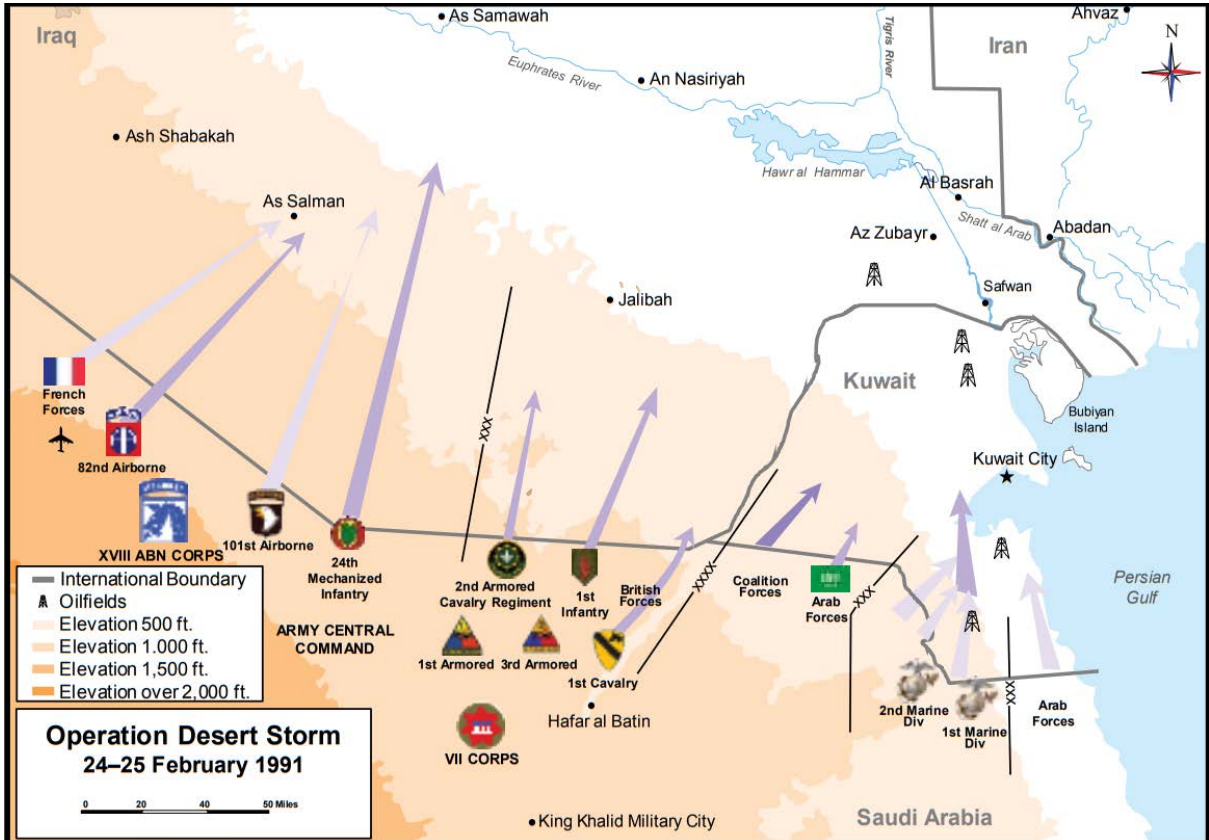 Iraq
As Samawah
Ahvaz
N
Tigris River
Iran
Euphrates River
An Nasiriyah
Ash Shabakah
Hawr al Hammar
Al Basrah
As Salman
Shatt al Arab
Abadan
Az Zubayr
Safwan
Jalibah
Kuwait
French
Forces
Bubiyan
Island
XXX
82nd Airborne
Kuwait City
XVIII ABN CORPS
101st Airborne
24th
Mechanized
Infantry
2nd Armored
Cavalry Regiment
1st
Infantry
British
Forces
XXXX
Coalition
Forces
Arab
Forces
XXX
Persian
Gulf
International Boundary
Oilfields
Elevation 500 ft.
Elevation 1.000 ft.
Elevation 1,500 ft.
Elevation over 2,000 ft.
ARMY CENTRAL
COMMAND
1st Armored
3rd Armored
1st Cavalry
2nd Marine
Div
1st Marine
Div
XXX
Arab
Forces
Hafar al Batin
VII CORPS
Operation Desert Storm
24–25 February 1991
0 20 40 50 Miles
King Khalid Military City
Saudi Arabia